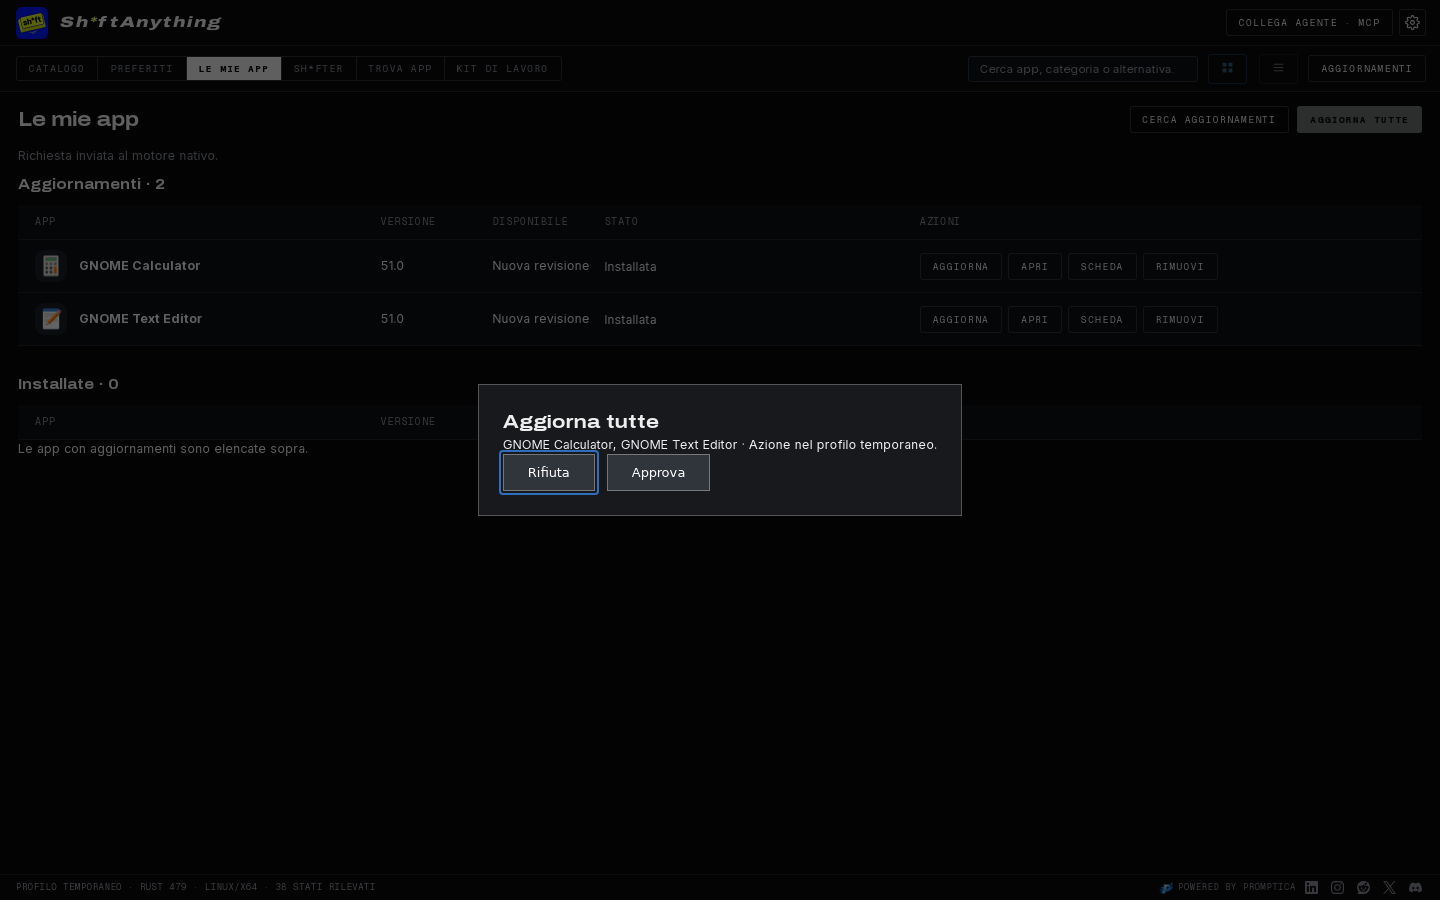 sh*ft
Sh*ftAnything
COLLEGA AGENTE · MCP
CATALOGO PREFERITI LE MIE APP SH*FTER TROVA APP KIT DI LAVORO
Cerca app, categoria o alternativa.
AGGIORNAMENTI
Le mie app
CERCA AGGIORNAMENTI AGGIORNA TUTTE
Richiesta inviata al motore nativo.
Aggiornamenti · 2
APP VERSIONE DISPONIBILE STATO AZIONI
GNOME Calculator 51.0 Nuova revisione Installata AGGIORNA APRI SCHEDA RIMUOVI
GNOME Text Editor 51.0 Nuova revisione Installata AGGIORNA APRI SCHEDA RIMUOVI
Installate · 0
APP VERSIONE
Le app con aggiornamenti sono elencate sopra.
Aggiorna tutte
GNOME Calculator, GNOME Text Editor · Azione nel profilo temporaneo.
Rifiuta Approva
PROFILO TEMPORANEO · RUST 479 · LINUX/X64 · 38 STATI RILEVATI
POWERED BY PROMPTICA